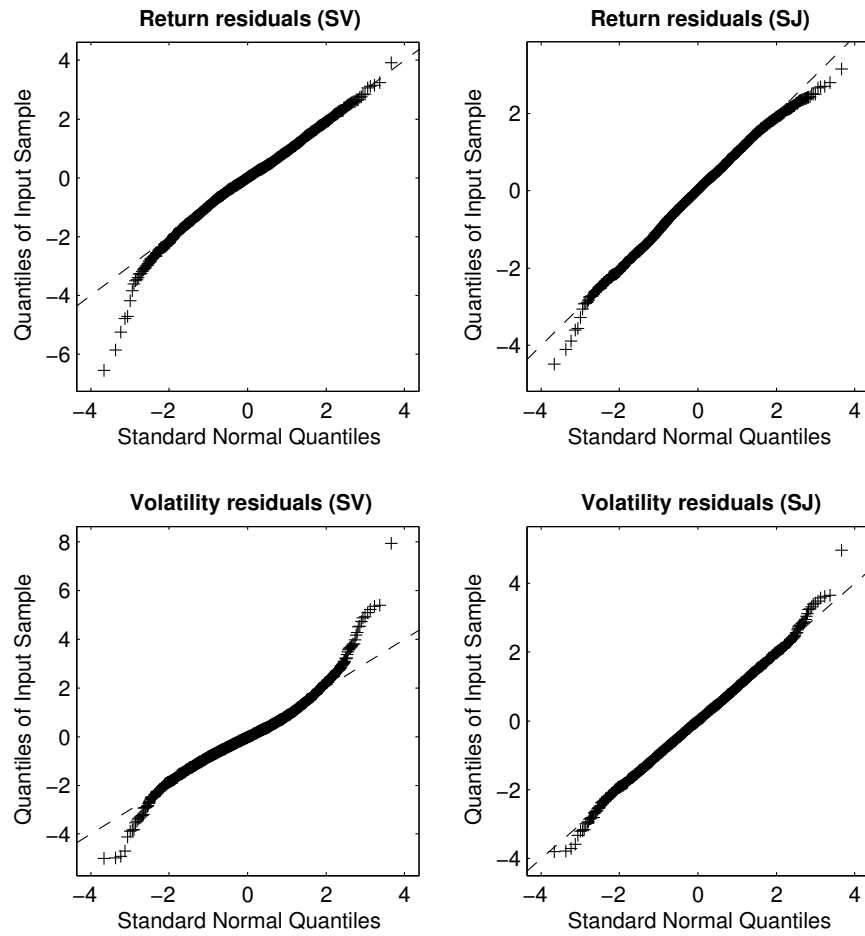 Return residuals (SV)
Quantiles of Input Sample
4
2
0
−2
−4
−6
−4 −2 0 2 4
Standard Normal Quantiles
Return residuals (SJ)
Quantiles of Input Sample
2
0
−2
−4
−4 −2 0 2 4
Standard Normal Quantiles
Volatility residuals (SV)
Quantiles of Input Sample
8
6
4
2
0
−2
−4
−4 −2 0 2 4
Standard Normal Quantiles
Volatility residuals (SJ)
Quantiles of Input Sample
4
2
0
−2
−4
−4 −2 0 2 4
Standard Normal Quantiles